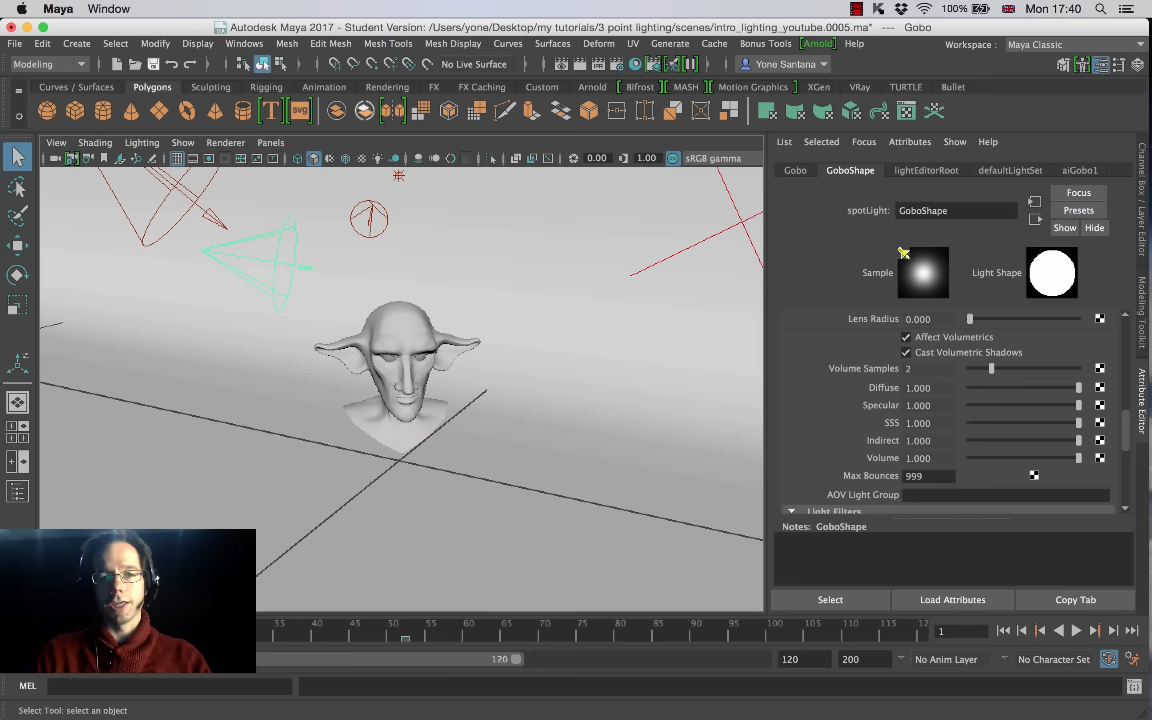 Maya Window 100% Mon 17:40
Autodesk Maya 2017 - Student Version: /Users/yone/Desktop/my tutorials/3 point lighting/scenes/intro_lighting_youtube.0005.ma* --- Gobo
File Edit Create Select Modify Display Windows Mesh Edit Mesh Mesh Tools Mesh Display Curves Surfaces Deform UV Generate Cache Bonus Tools Arnold Help Workspace : Maya Classic
Modeling No Live Surface Yone Santana
Curves / Surfaces Polygons Sculpting Rigging Animation Rendering FX FX Caching Custom Arnold Bifrost MASH Motion Graphics XGen VRay TURTLE Bullet
View Shading Lighting Show Renderer Panels
0.00 1.00 sRGB gamma
List Selected Focus Attributes Show Help
Gobo GoboShape lightEditorRoot defaultLightSet aiGobo1
Focus
spotLight: GoboShape Presets
Show Hide
Sample Light Shape
Lens Radius 0.000
Affect Volumetrics
Cast Volumetric Shadows
Volume Samples 2
Diffuse 1.000
Specular 1.000
SSS 1.000
Indirect 1.000
Volume 1.000
Max Bounces 999
AOV Light Group
Light Filters
Notes: GoboShape
Select Load Attributes Copy Tab
Channel Box / Layer Editor
Modeling Toolkit
Attribute Editor
35 40 45 50 55 60 65 70 75 80 85 90 95 100 105 110 115 12 1
120 120 200 No Anim Layer No Character Set
MEL
Select Tool: select an object